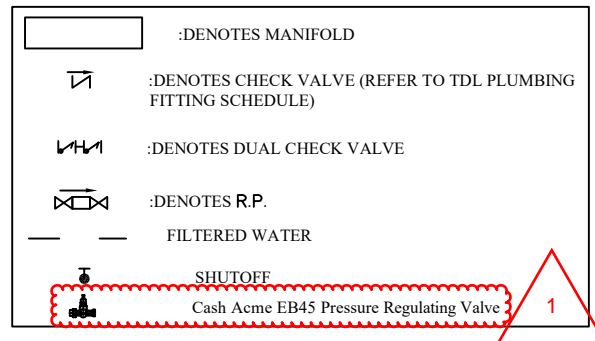 :DENOTES MANIFOLD
:DENOTES CHECK VALVE (REFER TO TDL PLUMBING
FITTING SCHEDULE)
:DENOTES DUAL CHECK VALVE
:DENOTES R.P.
FILTERED WATER
SHUTOFF
Cash Acme EB45 Pressure Regulating Valve
1